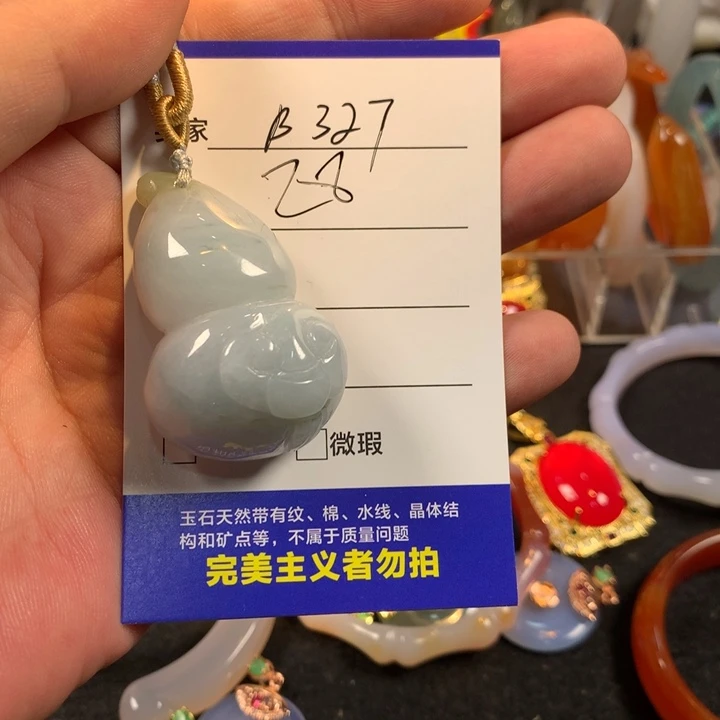 家 B327
28
微瑕
玉石天然带有纹、棉、水线、晶体结
构和矿点等，不属于质量问题
完美主义者勿拍